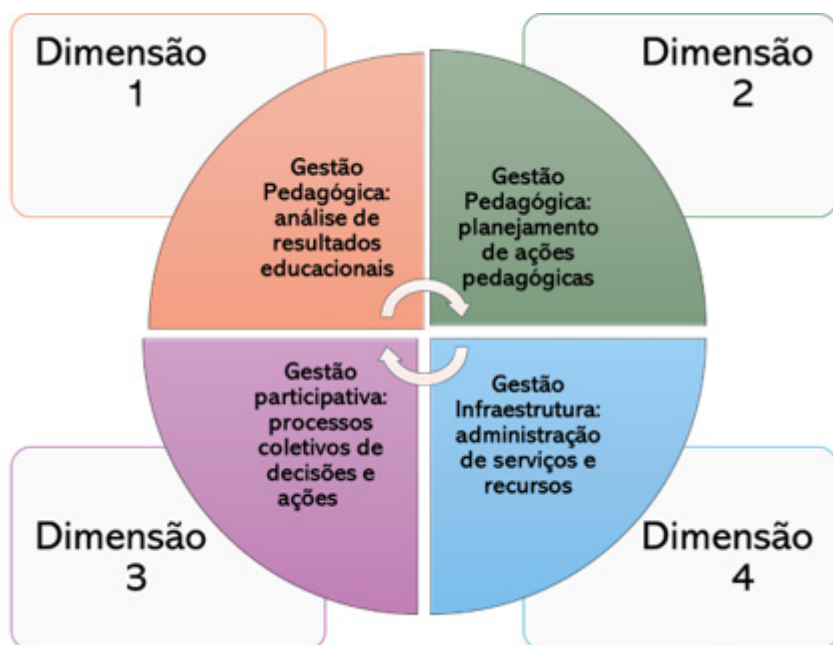 Dimensão
1
Gestão
Pedagógica:
análise de
resultados
educacionais
Dimensão
2
Gestão
Pedagógica:
planejamento
de ações
pedagógicas
Dimensão
3
Gestão
participativa:
processos
coletivos de
decisões e
ações
Dimensão
4
Gestão
Infraestrutura:
administração
de serviços e
recursos